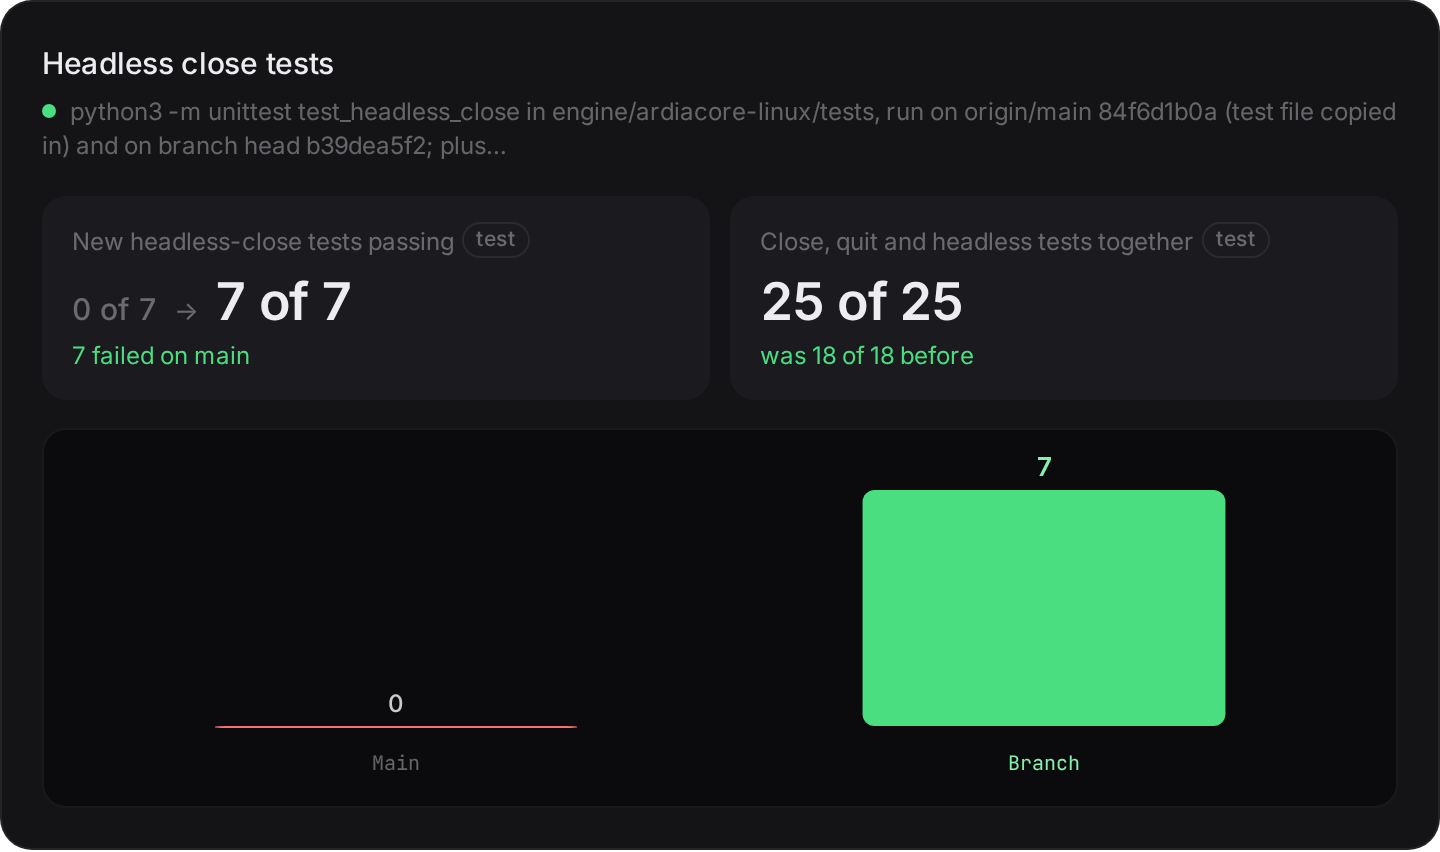 Headless close tests
python3 -m unittest test_headless_close in engine/ardiacore-linux/tests, run on origin/main 84f6d1b0a (test file copied
in) and on branch head b39dea5f2; plus...
New headless-close tests passing test
0 of 7 → 7 of 7
7 failed on main
Close, quit and headless tests together test
25 of 25
was 18 of 18 before
7
0
Main
Branch